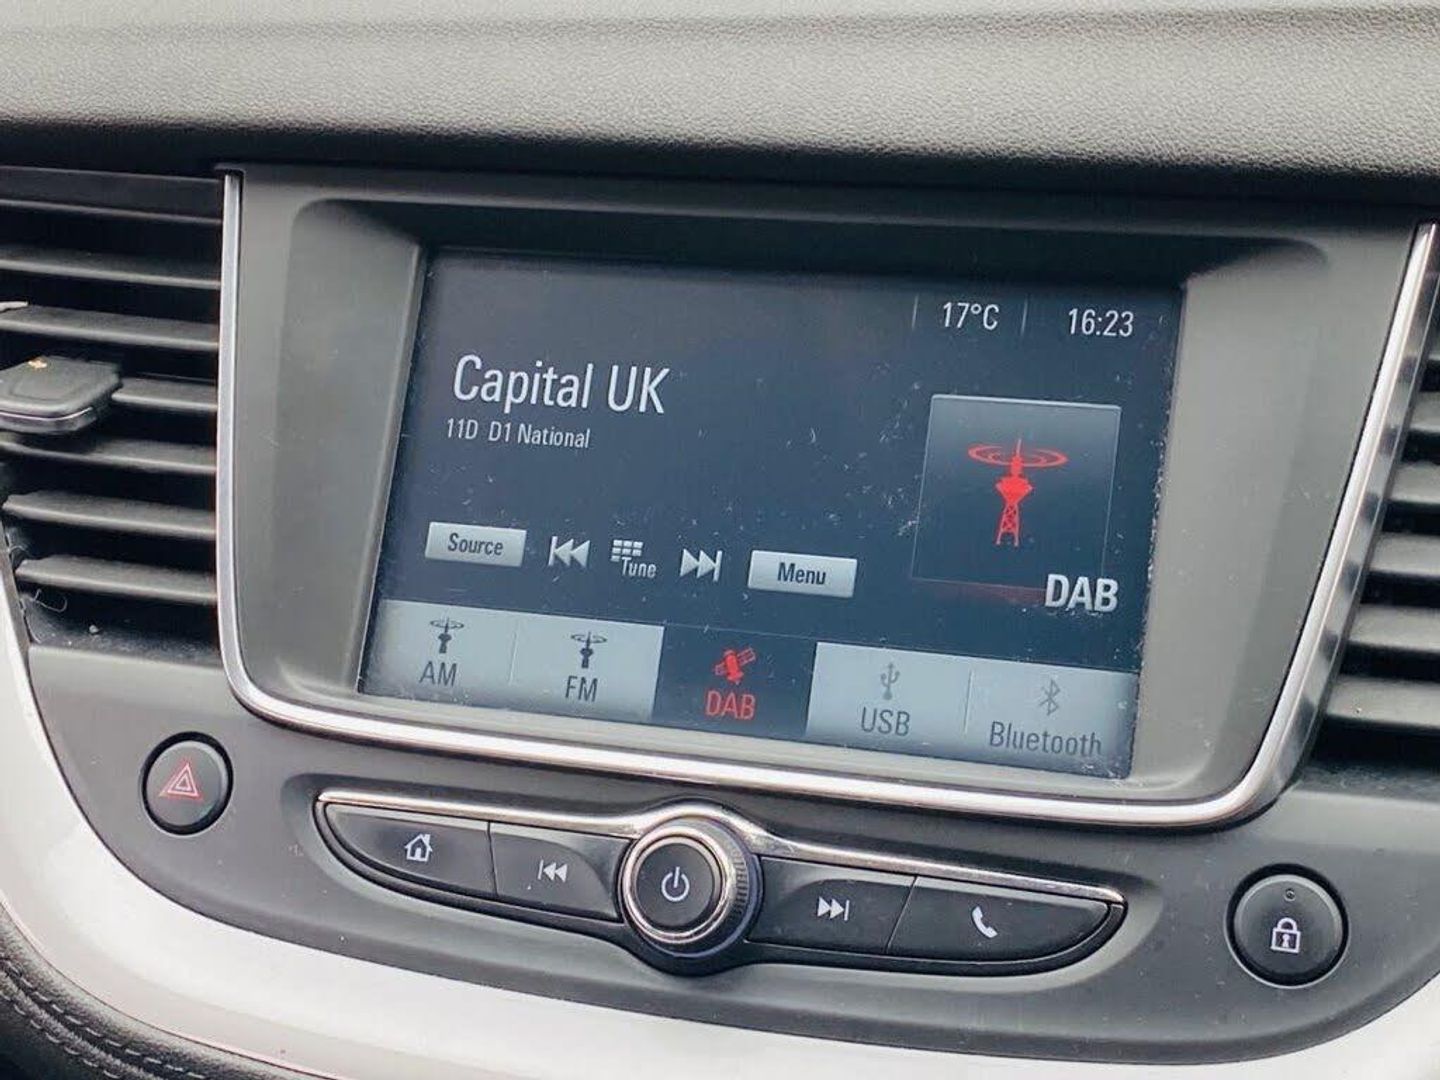 17°C 16:23
Capital UK
11D D1 National
Source Tune Menu
DAB
AM FM DAB USB Bluetooth